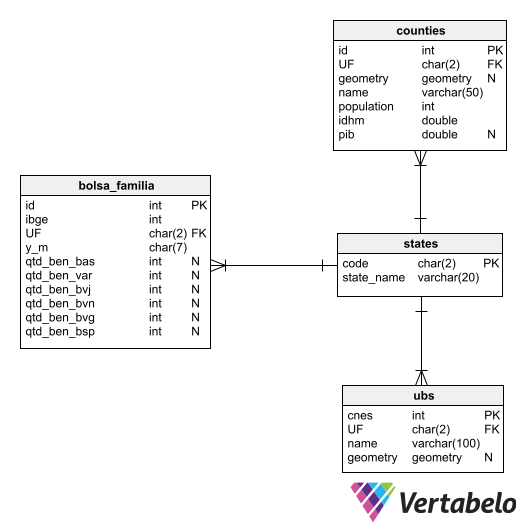 counties
id int PK
UF char(2) FK
geometry geometry N
name varchar(50)
population int
idhm double
pib double N
bolsa_familia
id int PK
ibge int
UF char(2) FK
y_m char(7)
qtd_ben_bas int N
qtd_ben_var int N
qtd_ben_bvj int N
qtd_ben_bvn int N
qtd_ben_bvg int N
qtd_ben_bsp int N
states
code char(2) PK
state_name varchar(20)
ubs
cnes int PK
UF char(2) FK
name varchar(100)
geometry geometry N
Vertabelo